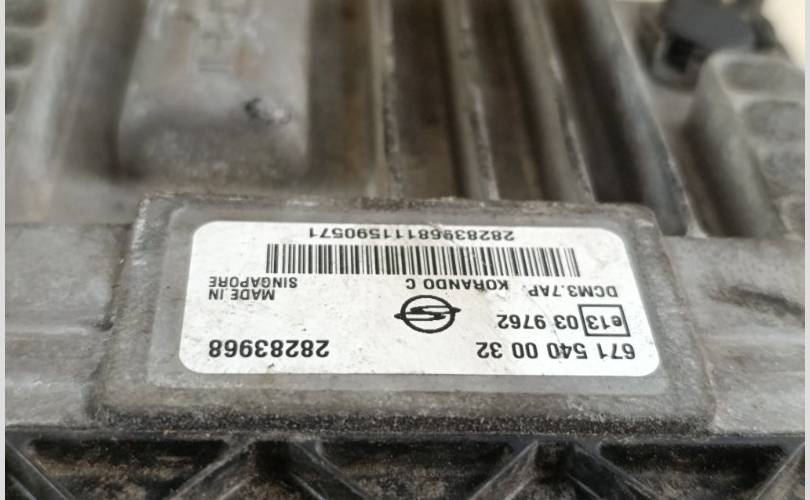 671 540 00 32 28283968
e13 03 9762
DCM3.7AP. KORANDO C MADE IN
SINGAPORE
28283968111590571